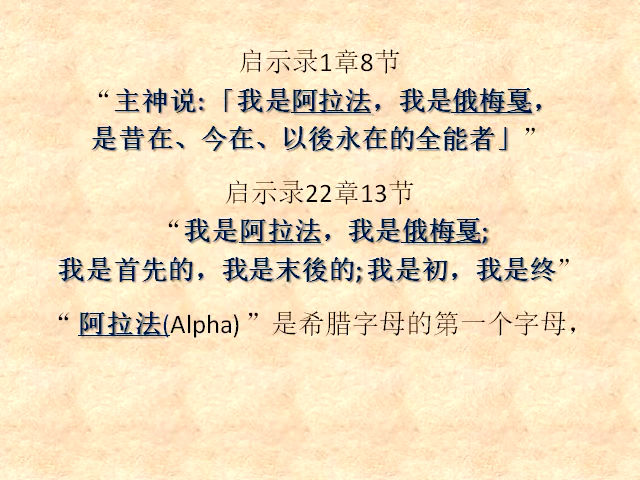 启示录1章8节
“主神说:「我是阿拉法，我是俄梅戛，
是昔在、今在、以後永在的全能者」”
启示录22章13节
“我是阿拉法，我是俄梅戛;
我是首先的，我是末後的;我是初，我是终”
“ 阿拉法(Alpha) ”是希腊字母的第一个字母，